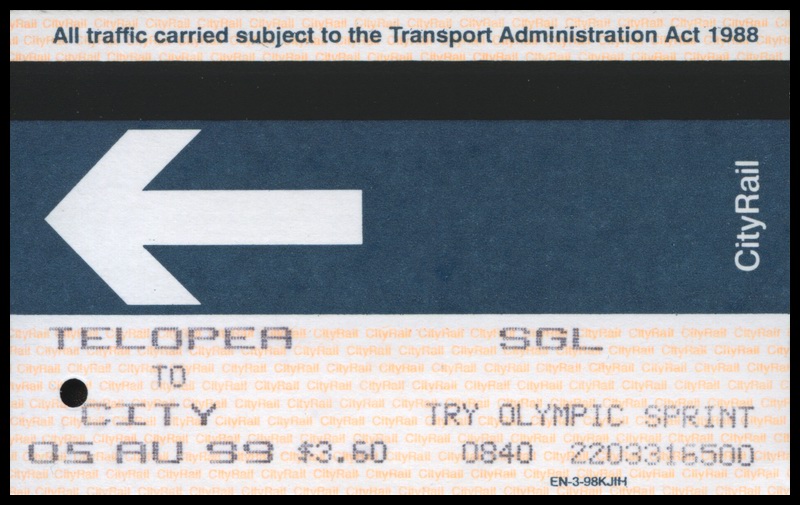 All traffic carried subject to the Transport Administration Act 1988
CityRail
TELOPEA SGL
TO
CITY TRY OLYMPIC SPRINT
05 AU 99 $3.60 0840 2203316500
EN-3-98KJIH